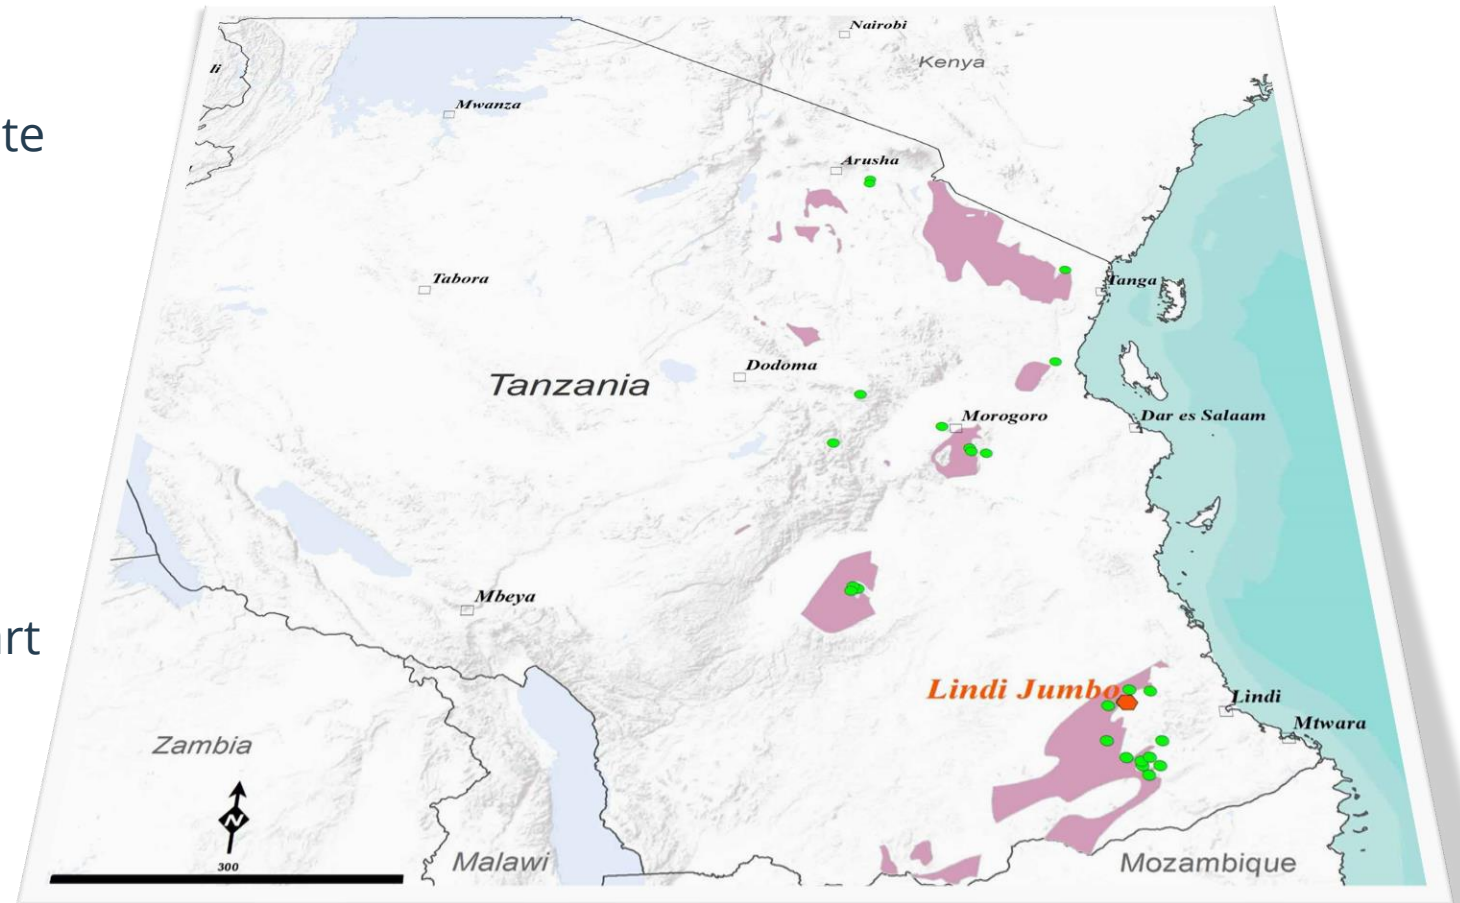 Nairobi
Kenya
li
Mwanza
te
Arusha
Tabora
Tanga
Dodoma
Tanzania
Morogoro
Dar es Salaam
Mbeya
art
Lindi Jumbo
Lindi
Mtwara
Zambia
N
300
Malawi
Mozambique